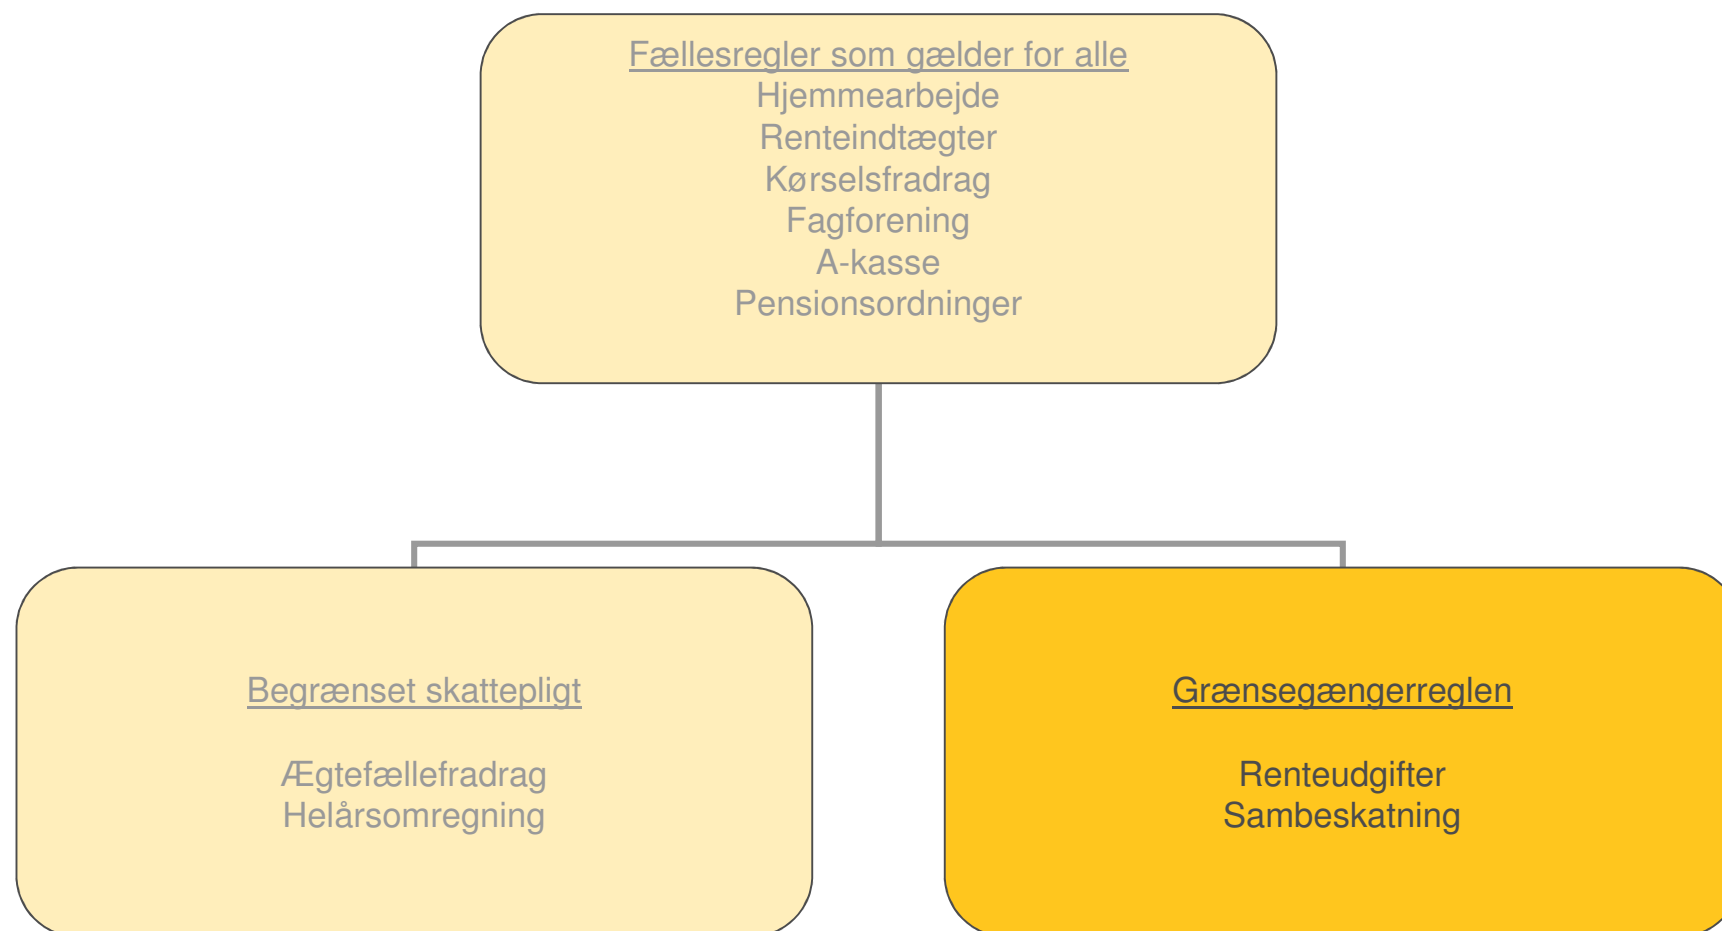 Fællesregler som gælder for alle
Hjemmearbejde
Renteindtægter
Kørselsfradrag
Fagforening
A-kasse
Pensionsordninger
Begrænset skattepligt
Ægtefællefradrag
Helårsomregning
Grænsegængerreglen
Renteudgifter
Sambeskatning